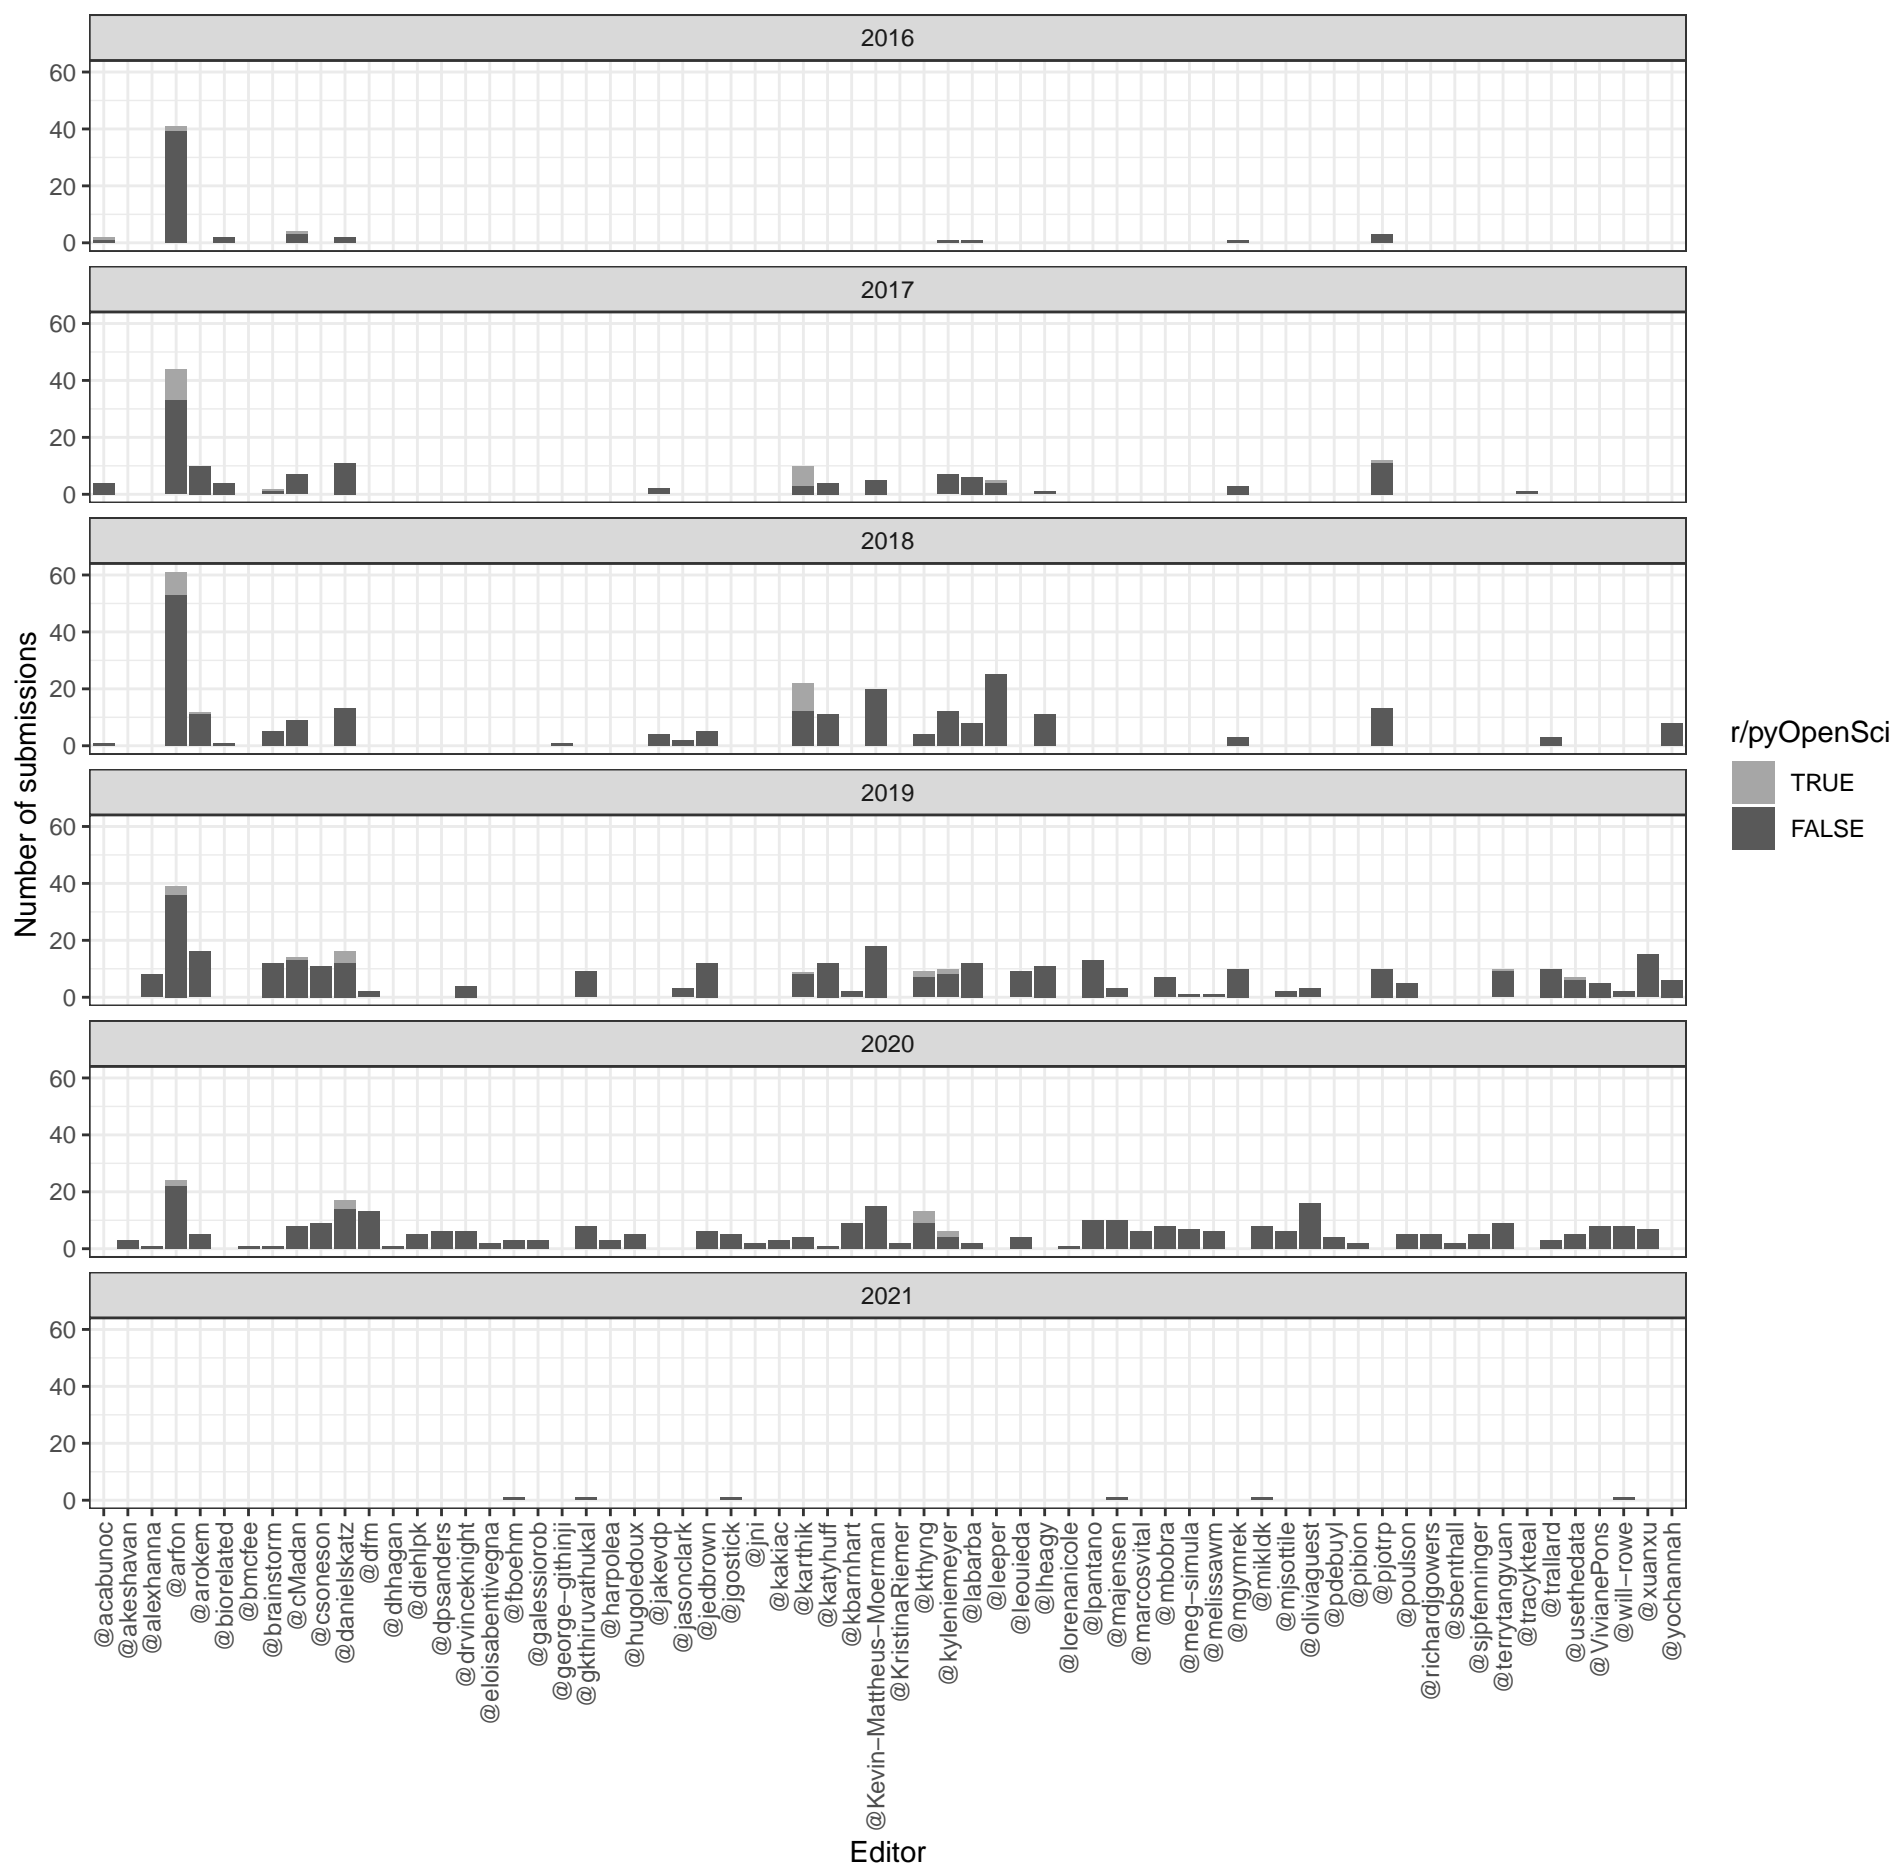 2016
60
40
20
0
2017
60
40
20
0
2018
60
40
20
0
2019
60
40
20
0
2020
60
40
20
0
2021
60
40
20
0
Number of submissions
@acabunoc
@akeshavan
@alexhanna
@arfon
@arokem
@biorelated
@bmcfee
@brainstorm
@cMadan
@csoneson
@danielskatz
@dfm
@dhhagan
@diehlpk
@dpsanders
@drvinceknight
@eloisabentivegna
@fboehm
@galessiorob
@george−githinji
@gkthiruvathukal
@harpolea
@hugoledoux
@jakevdp
@jasonclark
@jedbrown
@jgostick
@jni
@kakiac
@karthik
@katyhuff
@kbarnhart
@Kevin−Mattheus−Moerman
@KristinaRiemer
@kthyng
@kyleniemeyer
@labarba
@leeper
@leouieda
@lheagy
@lorenanicole
@lpantano
@majensen
@marcosvital
@mbobra
@meg−simula
@melissawm
@mgymrek
@mikldk
@mjsottile
@oliviaguest
@pdebuyl
@pibion
@pjotrp
@poulson
@richardjgowers
@sbenthall
@sjpfenninger
@terrytangyuan
@tracykteal
@trallard
@usethedata
@VivianePons
@will−rowe
@xuanxu
@yochannah
Editor
r/pyOpenSci
TRUE
FALSE